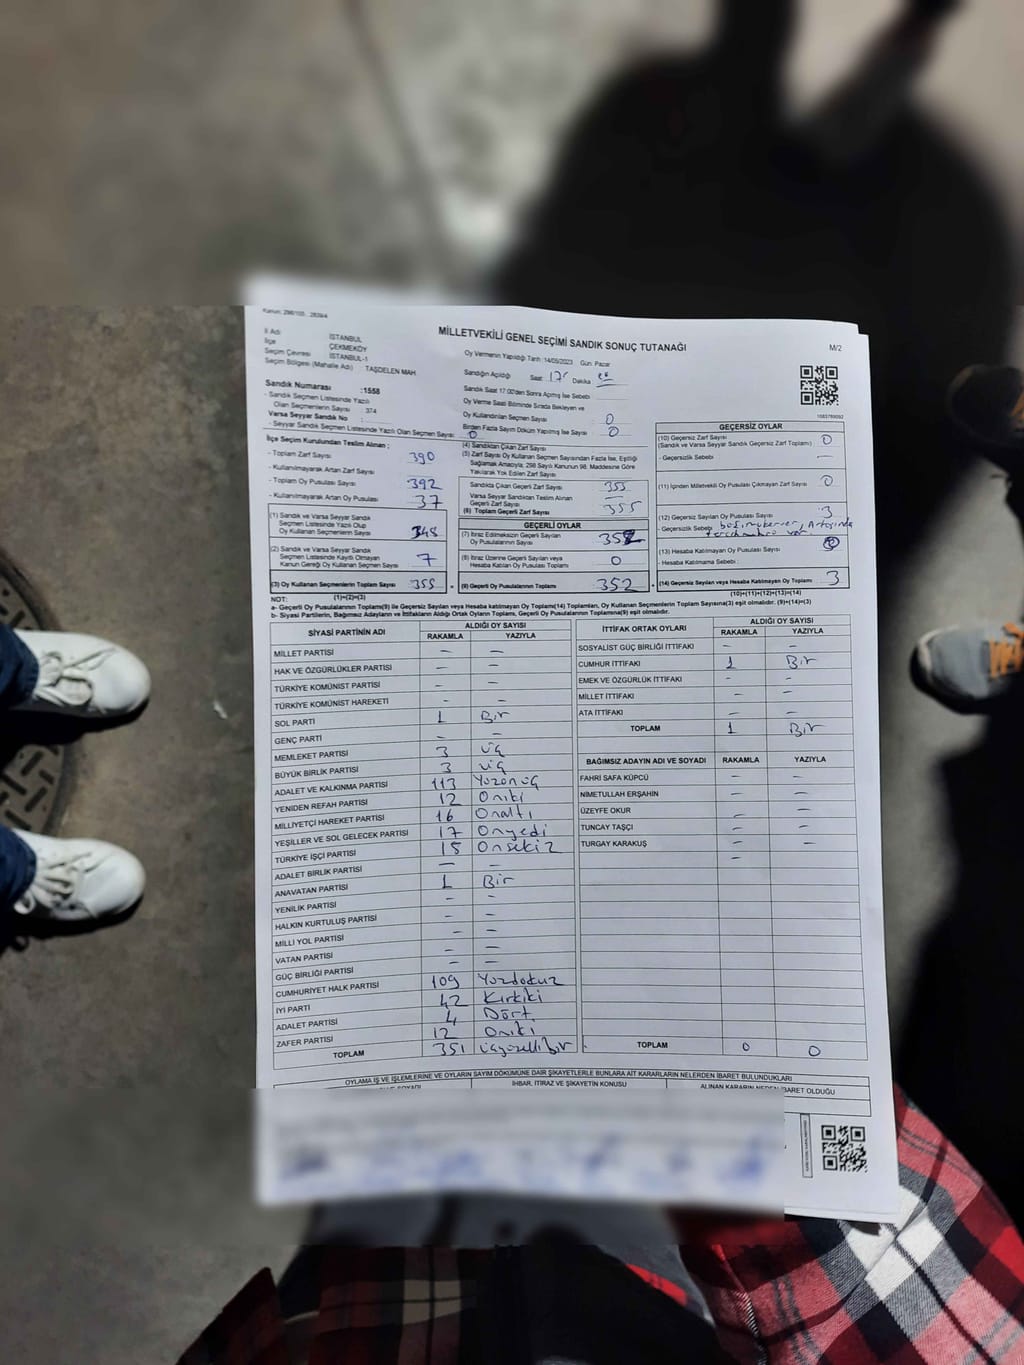 Kanun: 298/105 , 2839/4
MİLLETVEKİLİ GENEL SEÇİMİ SANDIK SONUÇ TUTANAĞI
M/2
İl Adı İSTANBUL
İlçe ÇEKMEKÖY
Seçim Çevresi İSTANBUL-1
Seçim Bölgesi (Mahalle Adı) TAŞDELEN MAH
Sandık Numarası :1558
- Sandık Seçmen Listesinde Yazılı
Olan Seçmenlerin Sayısı 374
Varsa Seyyar Sandık No :
- Seyyar Sandık Seçmen Listesinde Yazılı Olan Seçmen Sayısı 0
Oy Vermenin Yapıldığı Tarih :14/05/2023 Gün :Pazar
Sandığın Açıldığı Saat 17 Dakika
Sandık Saat 17:00'den Sonra Açılmış İse Sebebi
Oy Verme Saati Bitiminde Sırada Bekleyen ve
Oy Kullandırılan Seçmen Sayısı 0
Birden Fazla Sayım Döküm Yapılmış İse Sayısı 0
İlçe Seçim Kurulundan Teslim Alınan ;
- Toplam Zarf Sayısı 390
- Kullanılmayarak Artan Zarf Sayısı
- Toplam Oy Pusulası Sayısı 392
- Kullanılmayarak Artan Oy Pusulası 37
(1) Sandık ve Varsa Seyyar Sandık
Seçmen Listesinde Yazılı Olup
Oy Kullanan Seçmenlerin Sayısı 348
(2) Sandık ve Varsa Seyyar Sandık
Seçmen Listesinde Kayıtlı Olmayan
Kanun Gereği Oy Kullanan Seçmen Sayısı 7
(3) Oy Kullanan Seçmenlerin Toplam Sayısı 355
(1)+(2)=(3)
(4) Sandıktan Çıkan Zarf Sayısı
(5) Zarf Sayısı Oy Kullanan Seçmen Sayısından Fazla İse, Eşitliği
Sağlamak Amacıyla; 298 Sayılı Kanunun 98. Maddesine Göre
Yakılarak Yok Edilen Zarf Sayısı
Sandıkta Çıkan Geçerli Zarf Sayısı 355
Varsa Seyyar Sandıktan Teslim Alınan
Geçerli Zarf Sayısı —
(6) Toplam Geçerli Zarf Sayısı 355
GEÇERLİ OYLAR
(7) İtiraz Edilmeksizin Geçerli Sayılan
Oy Pusulalarının Sayısı 352
(8) İtiraz Üzerine Geçerli Sayılan veya
Hesaba Katılan Oy Pusulası Sayısı 0
(9) Geçerli Oy Pusulalarının Toplamı 352
1083789092
GEÇERSİZ OYLAR
(10) Geçersiz Zarf Sayısı
(Sandık ve Varsa Seyyar Sandık Geçersiz Zarf Toplamı) 0
- Geçersizlik Sebebi : —
(11) İçinden Milletvekili Oy Pusulası Çıkmayan Zarf Sayısı 0
(12) Geçersiz Sayılan Oy Pusulası Sayısı 3
- Geçersizlik Sebebi :
(13) Hesaba Katılmayan Oy Pusulası Sayısı
- Hesaba Katılmama Sebebi :
(14) Geçersiz Sayılan veya Hesaba Katılmayan Oy Toplamı 3
(10)+(11)+(12)+(13)=(14)
NOT:
a- Geçerli Oy Pusulalarının Toplamı(9) ile Geçersiz Sayılan veya Hesaba Katılmayan Oy Toplam(14) Toplamları, Oy Kullanan Seçmenlerin Toplam Sayısına(3) eşit olmalıdır. (9)+(14)=(3)
b- Siyasi Partilerin, Bağımsız Adayların ve İttifakların Aldığı Ortak Oyların Toplamı, Geçerli Oy Pusulalarının Toplamına(9) eşit olmalıdır.
SİYASİ PARTİNİN ADI ALDIĞI OY SAYISI
RAKAMLA YAZIYLA
MİLLET PARTİSİ — —
HAK VE ÖZGÜRLÜKLER PARTİSİ — —
TÜRKİYE KOMÜNİST PARTİSİ — —
TÜRKİYE KOMÜNİST HAREKETİ — —
SOL PARTİ 1 Bir
GENÇ PARTİ — —
MEMLEKET PARTİSİ 3 üç
BÜYÜK BİRLİK PARTİSİ 3 üç
ADALET VE KALKINMA PARTİSİ 113 Yüzonüç
YENİDEN REFAH PARTİSİ 12 Oniki
MİLLİYETÇİ HAREKET PARTİSİ 16 Onaltı
YEŞİLLER VE SOL GELECEK PARTİSİ 17 Onyedi
TÜRKİYE İŞÇİ PARTİSİ 18 Onsekiz
ADALET BİRLİK PARTİSİ — —
ANAVATAN PARTİSİ 1 Bir
YENİLİK PARTİSİ — —
HALKIN KURTULUŞ PARTİSİ — —
MİLLİ YOL PARTİSİ — —
VATAN PARTİSİ — —
GÜÇ BİRLİĞİ PARTİSİ — —
CUMHURİYET HALK PARTİSİ 109 Yüzdokuz
İYİ PARTİ 42 Kırkiki
ADALET PARTİSİ 4 Dört
ZAFER PARTİSİ 12 Oniki
TOPLAM 351 üçyüzellibir
İTTİFAK ORTAK OYLARI ALDIĞI OY SAYISI
RAKAMLA YAZIYLA
SOSYALİST GÜÇ BİRLİĞİ İTTİFAKI — —
CUMHUR İTTİFAKI 1 Bir
EMEK VE ÖZGÜRLÜK İTTİFAKI — —
MİLLET İTTİFAKI — —
ATA İTTİFAKI — —
TOPLAM 1 Bir
BAĞIMSIZ ADAYIN ADI VE SOYADI RAKAMLA YAZIYLA
FAHRİ SAFA KÜPCÜ — —
NİMETULLAH ERŞAHİN — —
ÜZEYFE OKUR — —
TUNCAY TAŞÇI — —
TURGAY KARAKUŞ — —
TOPLAM 0 0
OYLAMA İŞ VE İŞLEMLERİNE VE OYLARIN SAYIM DÖKÜMÜNE DAİR ŞİKAYETLERLE BUNLARA AİT KARARLARIN NELERDEN İBARET BULUNDUKLARI
SOYADI İHBAR, İTİRAZ VE ŞİKAYETİN KONUSU ALINAN KARARIN NEDEN İBARET OLDUĞU